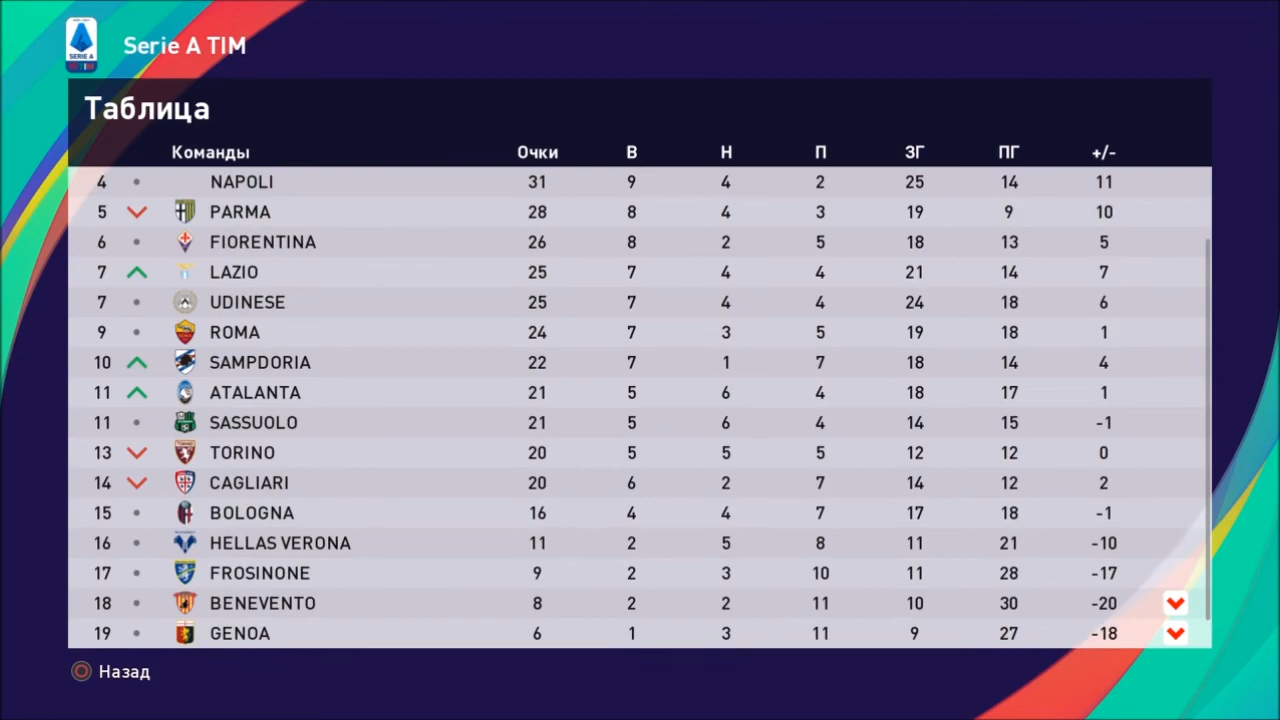 SERIE A
TIM
Serie A TIM
Таблица
Команды Очки В Н П ЗГ ПГ +/-
4 NAPOLI 31 9 4 2 25 14 11
5 PARMA 28 8 4 3 19 9 10
6 FIORENTINA 26 8 2 5 18 13 5
7 LAZIO 25 7 4 4 21 14 7
7 UDINESE 25 7 4 4 24 18 6
9 ROMA 24 7 3 5 19 18 1
10 SAMPDORIA 22 7 1 7 18 14 4
11 ATALANTA 21 5 6 4 18 17 1
11 SASSUOLO 21 5 6 4 14 15 -1
13 TORINO 20 5 5 5 12 12 0
14 CAGLIARI 20 6 2 7 14 12 2
15 BOLOGNA 16 4 4 7 17 18 -1
16 HELLAS VERONA 11 2 5 8 11 21 -10
17 FROSINONE 9 2 3 10 11 28 -17
18 BENEVENTO 8 2 2 11 10 30 -20
19 GENOA 6 1 3 11 9 27 -18
Назад